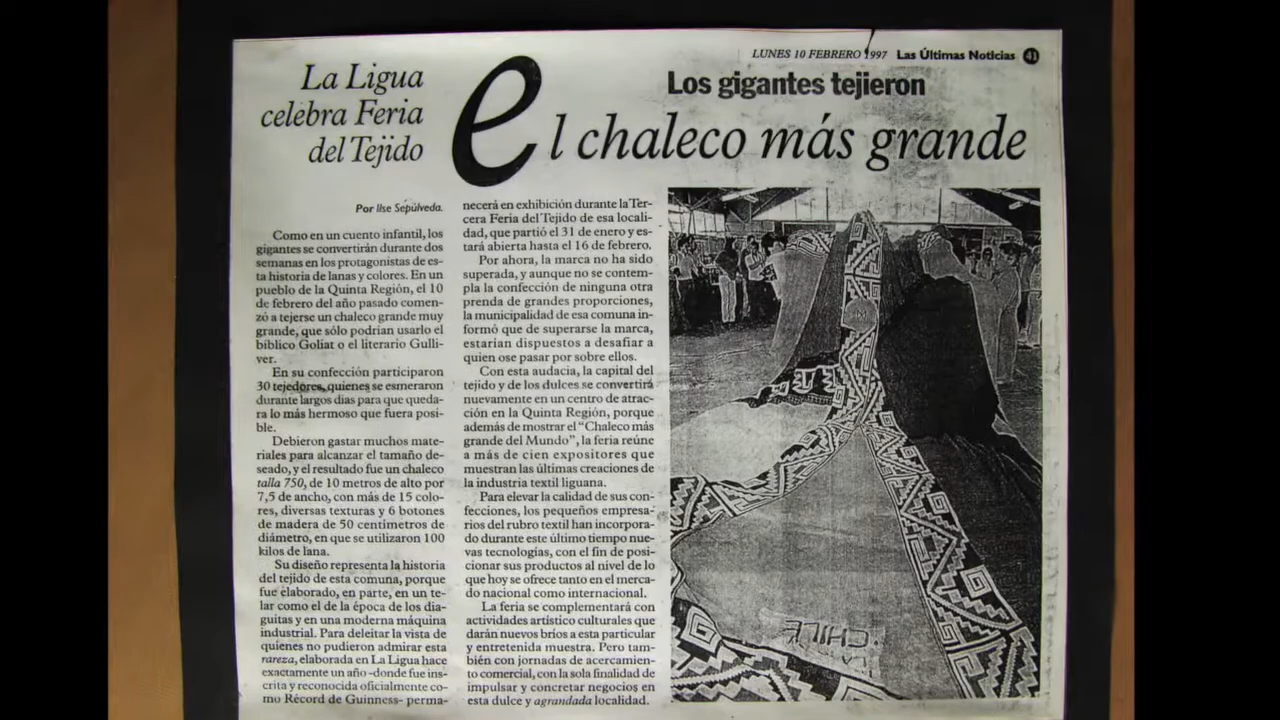 LUNES 10 FEBRERO 1997 Las Últimas Noticias 41
La Ligua
celebra Feria
del Tejido
Los gigantes tejieron
el chaleco más grande
Por Ilse Sepúlveda.
Como en un cuento infantil, los
gigantes se convertirán durante dos
semanas en los protagonistas de es-
ta historia de lanas y colores. En un
pueblo de la Quinta Región, el 10
de febrero del año pasado comen-
zó a tejerse un chaleco grande muy
grande, que sólo podrían usarlo el
bíblico Goliat o el literario Gulli-
ver.
En su confección participaron
30 tejedores, quienes se esmeraron
durante largos días para que queda-
ra lo más hermoso que fuera posi-
ble.
Debieron gastar muchos mate-
riales para alcanzar el tamaño de-
seado, y el resultado fue un chaleco
talla 750, de 10 metros de alto por
7,5 de ancho, con más de 15 colo-
res, diversas texturas y 6 botones
de madera de 50 centímetros de
diámetro, en que se utilizaron 100
kilos de lana.
Su diseño representa la historia
del tejido de esta comuna, porque
fue elaborado, en parte, en un te-
lar como el de la época de los dia-
guitas y en una moderna máquina
industrial. Para deleitar la vista de
quienes no pudieron admirar esta
rareza, elaborada en La Ligua hace
exactamente un año -donde fue ins-
crita y reconocida oficialmente co-
mo Récord de Guinness- perma-
necerá en exhibición durante la Ter-
cera Feria del Tejido de esa locali-
dad, que partió el 31 de enero y es-
tará abierta hasta el 16 de febrero.
Por ahora, la marca no ha sido
superada, y aunque no se contem-
pla la confección de ninguna otra
prenda de grandes proporciones,
la municipalidad de esa comuna in-
formó que de superarse la marca,
estarían dispuestos a desafiar a
quien ose pasar por sobre ellos.
Con esta audacia, la capital del
tejido y de los dulces se convertirá
nuevamente en un centro de atrac-
ción en la Quinta Región, porque
además de mostrar el "Chaleco más
grande del Mundo", la feria reúne
a más de cien expositores que
muestran las últimas creaciones de
la industria textil liguana.
Para elevar la calidad de sus con-
fecciones, los pequeños empresa-
rios del rubro textil han incorpora-
do durante este último tiempo nue-
vas tecnologías, con el fin de posi-
cionar sus productos al nivel de lo
que hoy se ofrece tanto en el merca-
do nacional como internacional.
La feria se complementará con
actividades artístico culturales que
darán nuevos bríos a esta particular
y entretenida muestra. Pero tam-
bién con jornadas de acercamien-
to comercial, con la sola finalidad de
impulsar y concretar negocios en
esta dulce y agrandada localidad.
CHILE